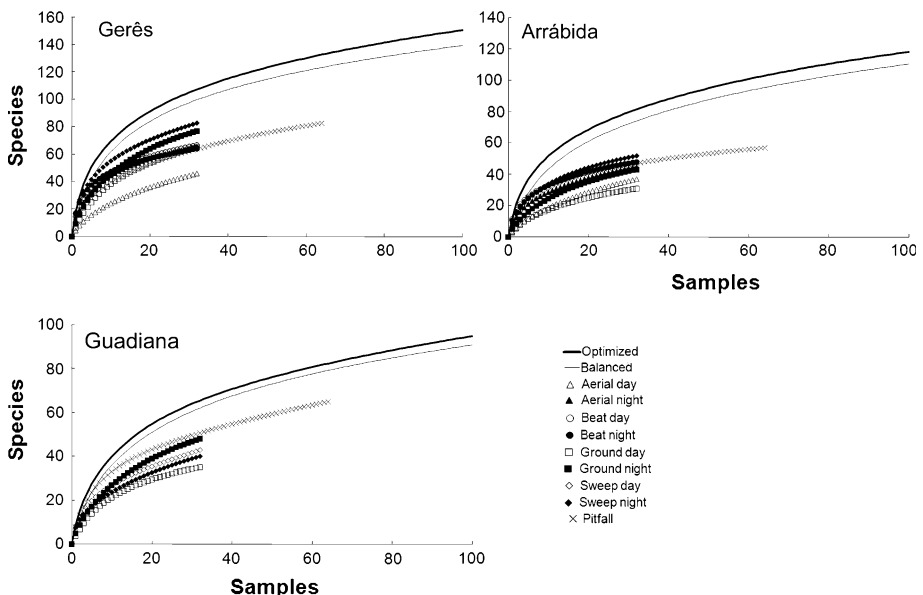 Gerês
Species
160
140
120
100
80
60
40
20
0
0 20 40 60 80 100
Arrábida
140
120
100
80
60
40
20
0
0 20 40 60 80 100
Samples
Guadiana
Species
100
80
60
40
20
0
0 20 40 60 80 100
Samples
Optimized
Balanced
Aerial day
Aerial night
Beat day
Beat night
Ground day
Ground night
Sweep day
Sweep night
Pitfall